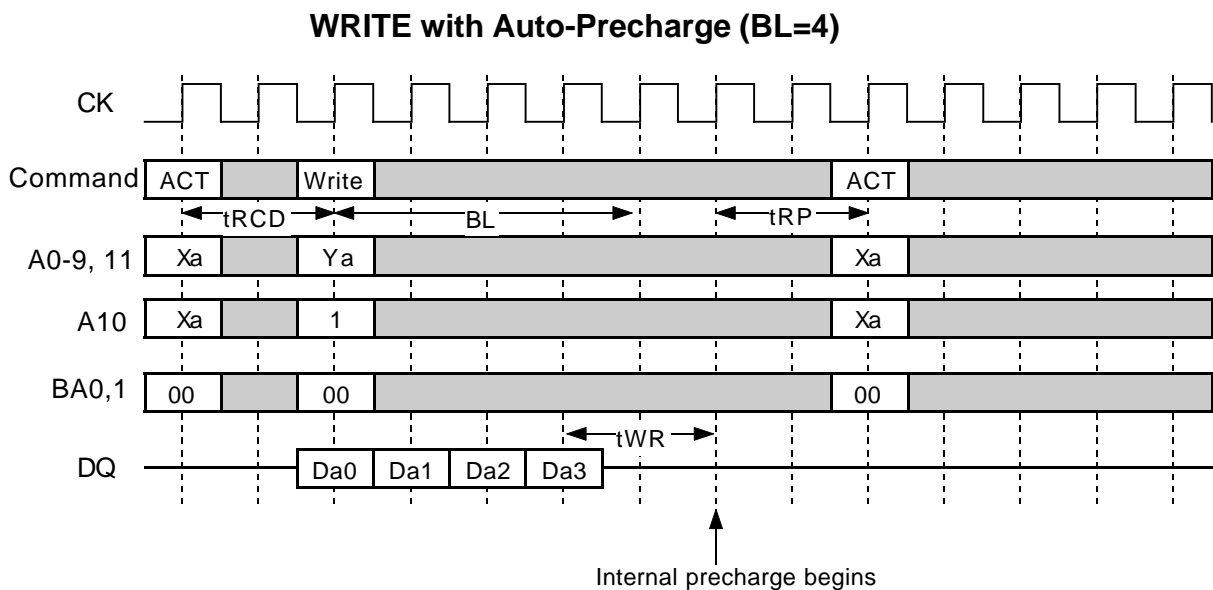 WRITE with Auto-Precharge (BL=4)
CK
Command ACT Write ACT
tRCD BL tRP
A0-9, 11 Xa Ya Xa
A10 Xa 1 Xa
BA0,1 00 00 00
tWR
DQ Da0 Da1 Da2 Da3
Internal precharge begins